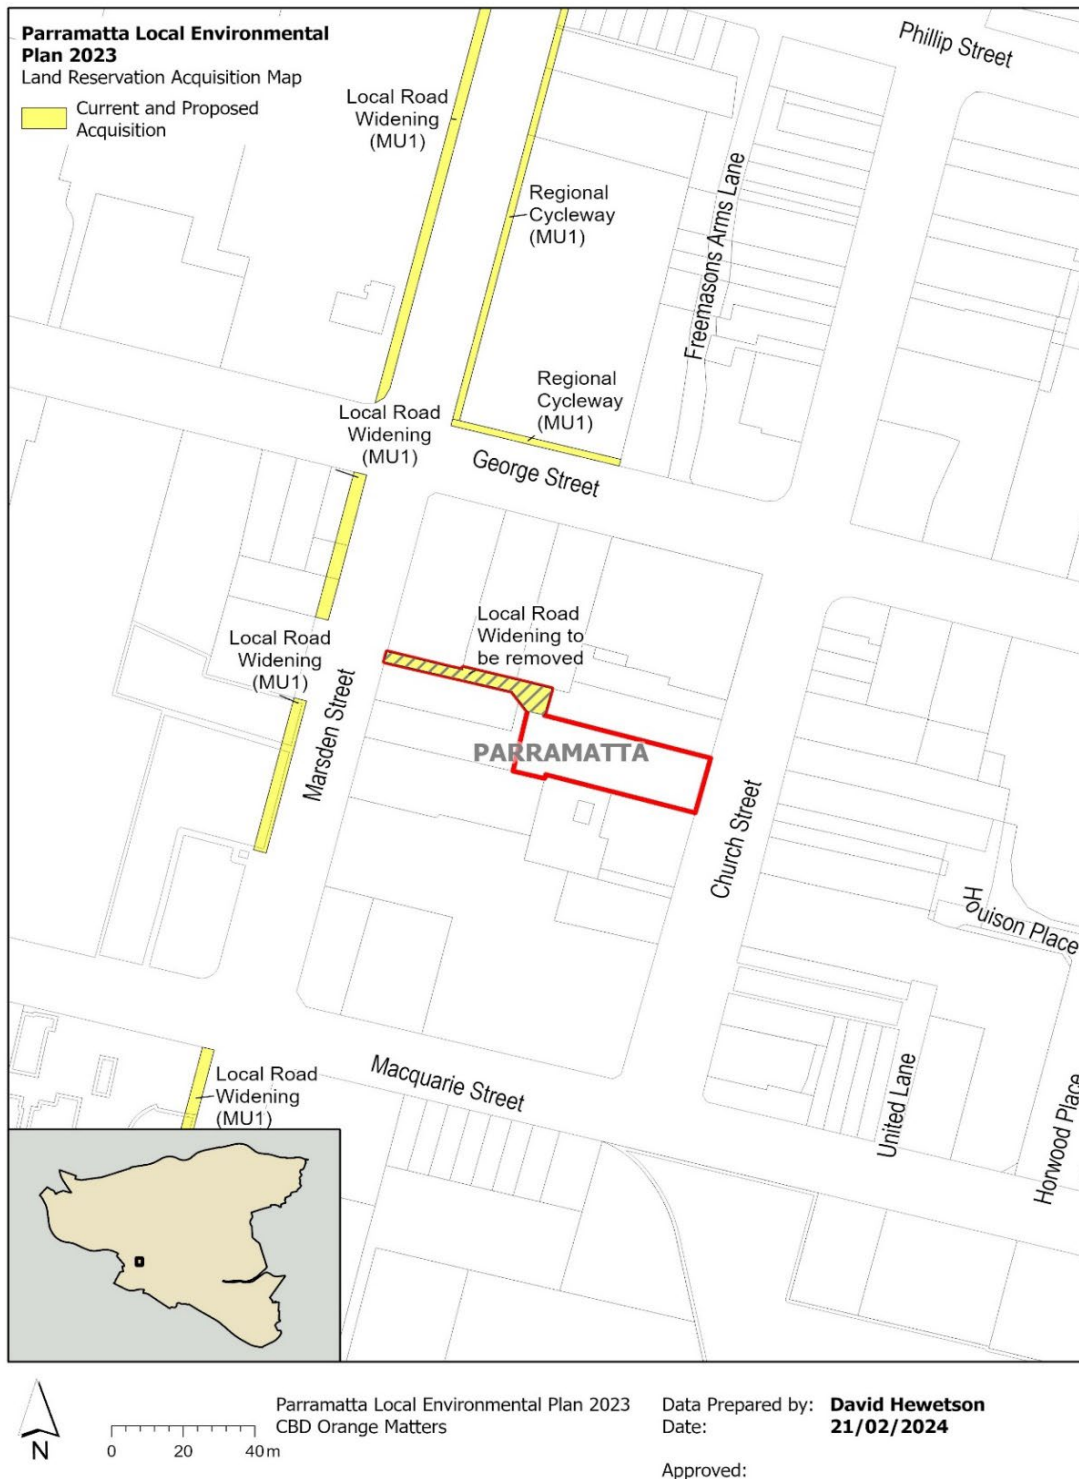 Parramatta Local Environmental
Plan 2023
Land Reservation Acquisition Map
Current and Proposed
Acquisition
Phillip Street
Local Road
Widening
(MU1)
Freemasons Arms Lane
Regional
Cycleway
(MU1)
Regional
Cycleway
(MU1)
Local Road
Widening
(MU1)
George Street
Local Road
Widening to
be removed
Local Road
Widening
(MU1)
Marsden Street
PARRAMATTA
Church Street
Houison Place
Macquarie Street
United Lane
Horwood Place
Local Road
Widening
(MU1)
N
0 20 40m
Parramatta Local Environmental Plan 2023
CBD Orange Matters
Data Prepared by: David Hewetson
Date: 21/02/2024
Approved: